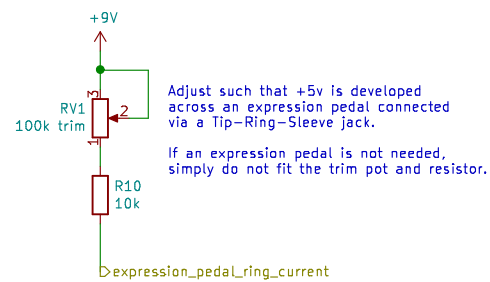 +9V
3
RV1
100k trim
2
1
R10
10k
Adjust such that +5v is developed
across an expression pedal connected
via a Tip-Ring-Sleeve jack.
If an expression pedal is not needed,
simply do not fit the trim pot and resistor.
expression_pedal_ring_current